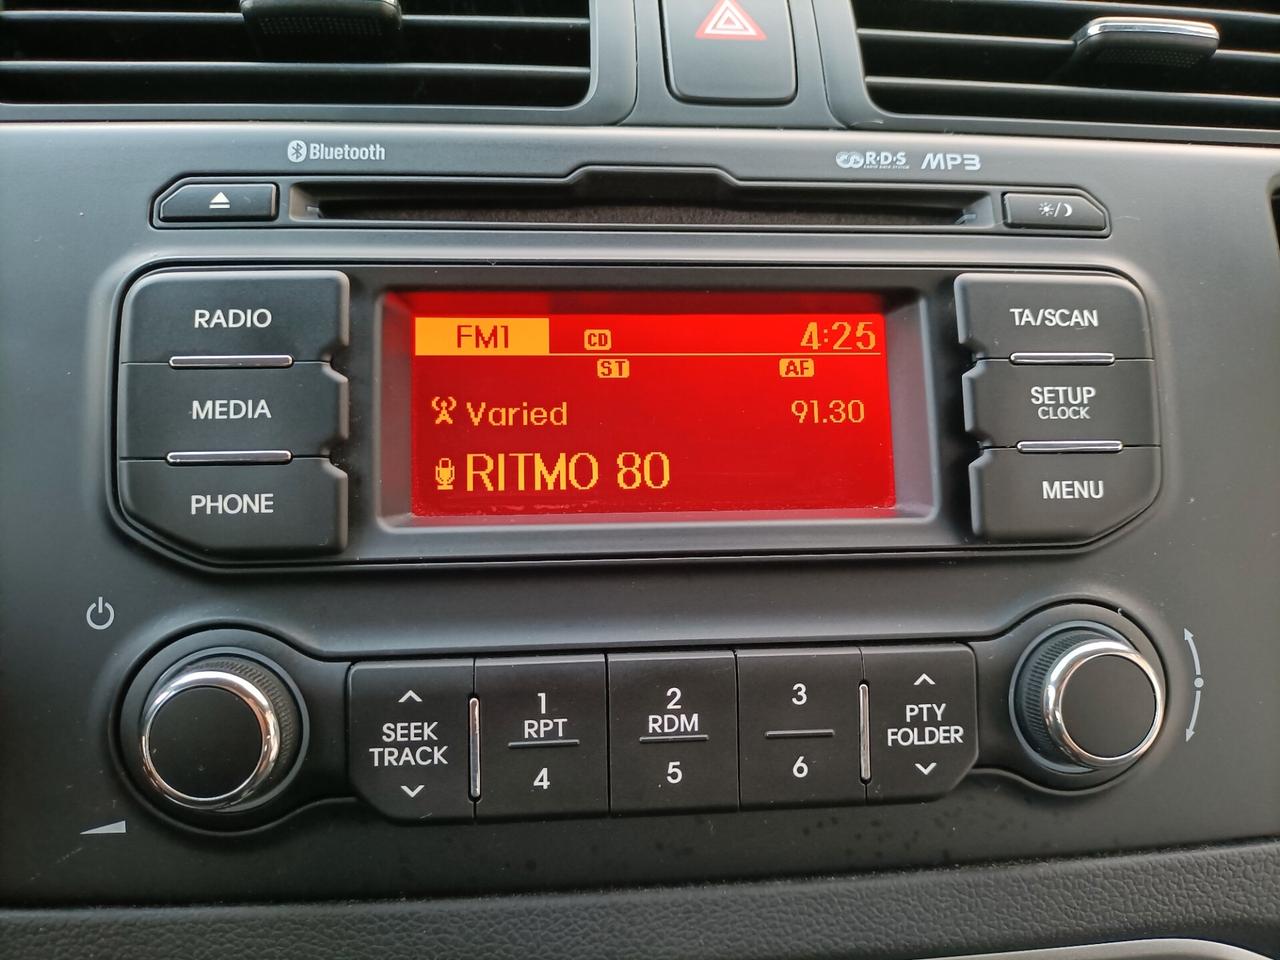 Bluetooth
R·D·S MP3
RADIO
MEDIA
PHONE
FM1 CD 4:25
ST AF
Varied 91.30
RITMO 80
TA/SCAN
SETUP
CLOCK
MENU
SEEK
TRACK
1
RPT
4
2
RDM
5
3
6
PTY
FOLDER